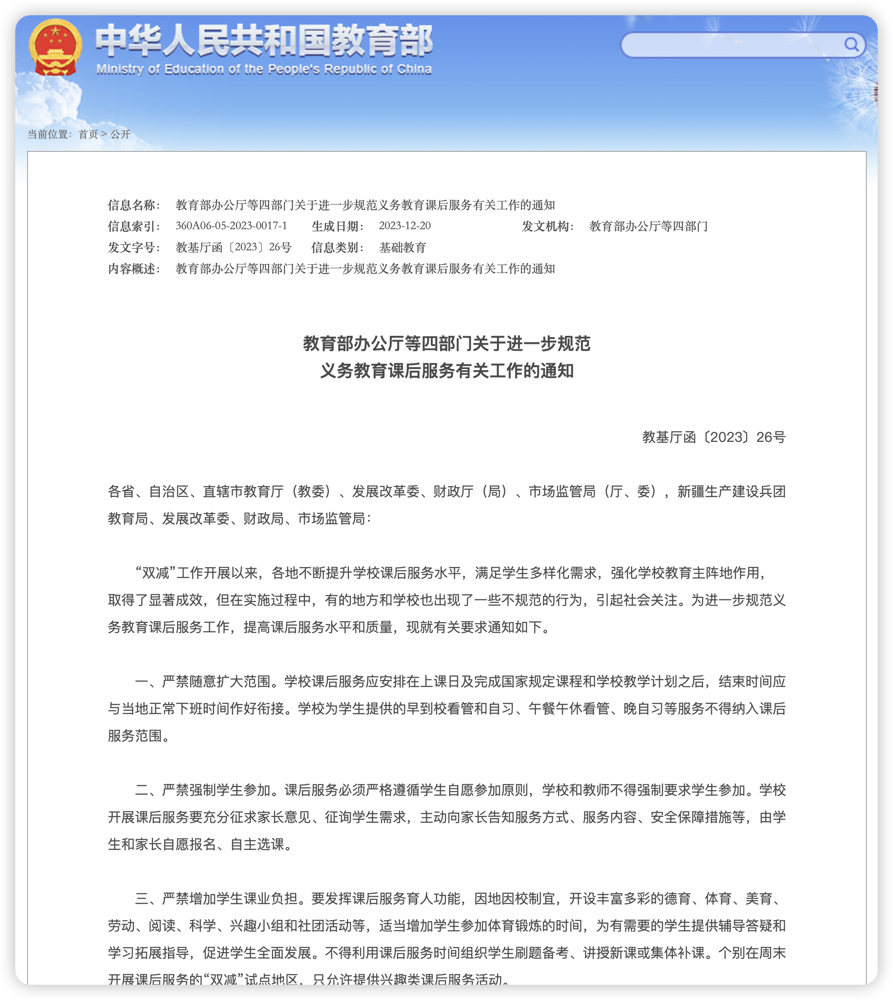 中华人民共和国教育部
Ministry of Education of the People's Republic of China
当前位置：首页 > 公开
信息名称： 教育部办公厅等四部门关于进一步规范义务教育课后服务有关工作的通知
信息索引： 360A06-05-2023-0017-1 生成日期： 2023-12-20 发文机构： 教育部办公厅等四部门
发文字号： 教基厅函〔2023〕26号 信息类别： 基础教育
内容概述： 教育部办公厅等四部门关于进一步规范义务教育课后服务有关工作的通知
教育部办公厅等四部门关于进一步规范
义务教育课后服务有关工作的通知
教基厅函〔2023〕26号
各省、自治区、直辖市教育厅（教委）、发展改革委、财政厅（局）、市场监管局（厅、委），新疆生产建设兵团
教育局、发展改革委、财政局、市场监管局：
“双减”工作开展以来，各地不断提升学校课后服务水平，满足学生多样化需求，强化学校教育主阵地作用，
取得了显著成效，但在实施过程中，有的地方和学校也出现了一些不规范的行为，引起社会关注。为进一步规范义
务教育课后服务工作，提高课后服务水平和质量，现就有关要求通知如下。
一、严禁随意扩大范围。学校课后服务应安排在上课日及完成国家规定课程和学校教学计划之后，结束时间应
与当地正常下班时间作好衔接。学校为学生提供的早到校看管和自习、午餐午休看管、晚自习等服务不得纳入课后
服务范围。
二、严禁强制学生参加。课后服务必须严格遵循学生自愿参加原则，学校和教师不得强制要求学生参加。学校
开展课后服务要充分征求家长意见、征询学生需求，主动向家长告知服务方式、服务内容、安全保障措施等，由学
生和家长自愿报名、自主选课。
三、严禁增加学生课业负担。要发挥课后服务育人功能，因地因校制宜，开设丰富多彩的德育、体育、美育、
劳动、阅读、科学、兴趣小组和社团活动等，适当增加学生参加体育锻炼的时间，为有需要的学生提供辅导答疑和
学习拓展指导，促进学生全面发展。不得利用课后服务时间组织学生刷题备考、讲授新课或集体补课。个别在周末
开展课后服务的“双减”试点地区，只允许提供兴趣类课后服务活动。